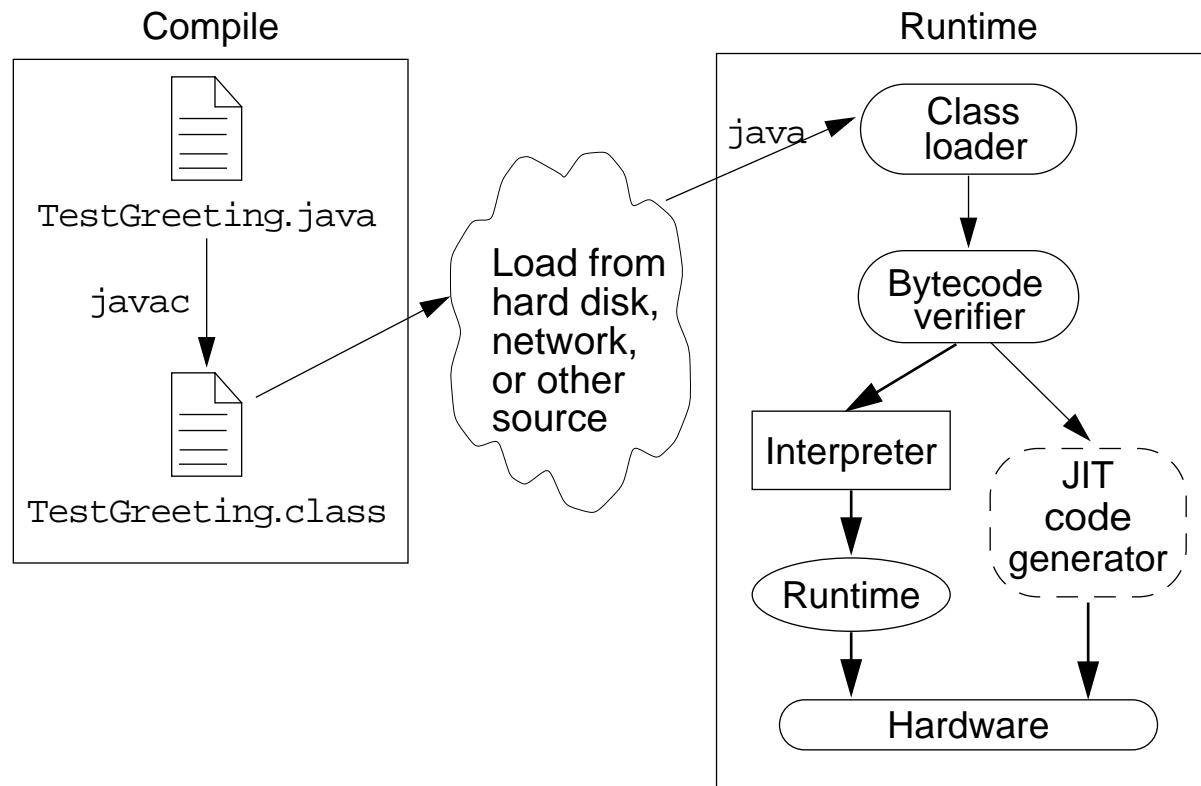 Compile
TestGreeting.java
javac
TestGreeting.class
Load from
hard disk,
network,
or other
source
Runtime
java
Class
loader
Bytecode
verifier
Interpreter
JIT
code
generator
Runtime
Hardware